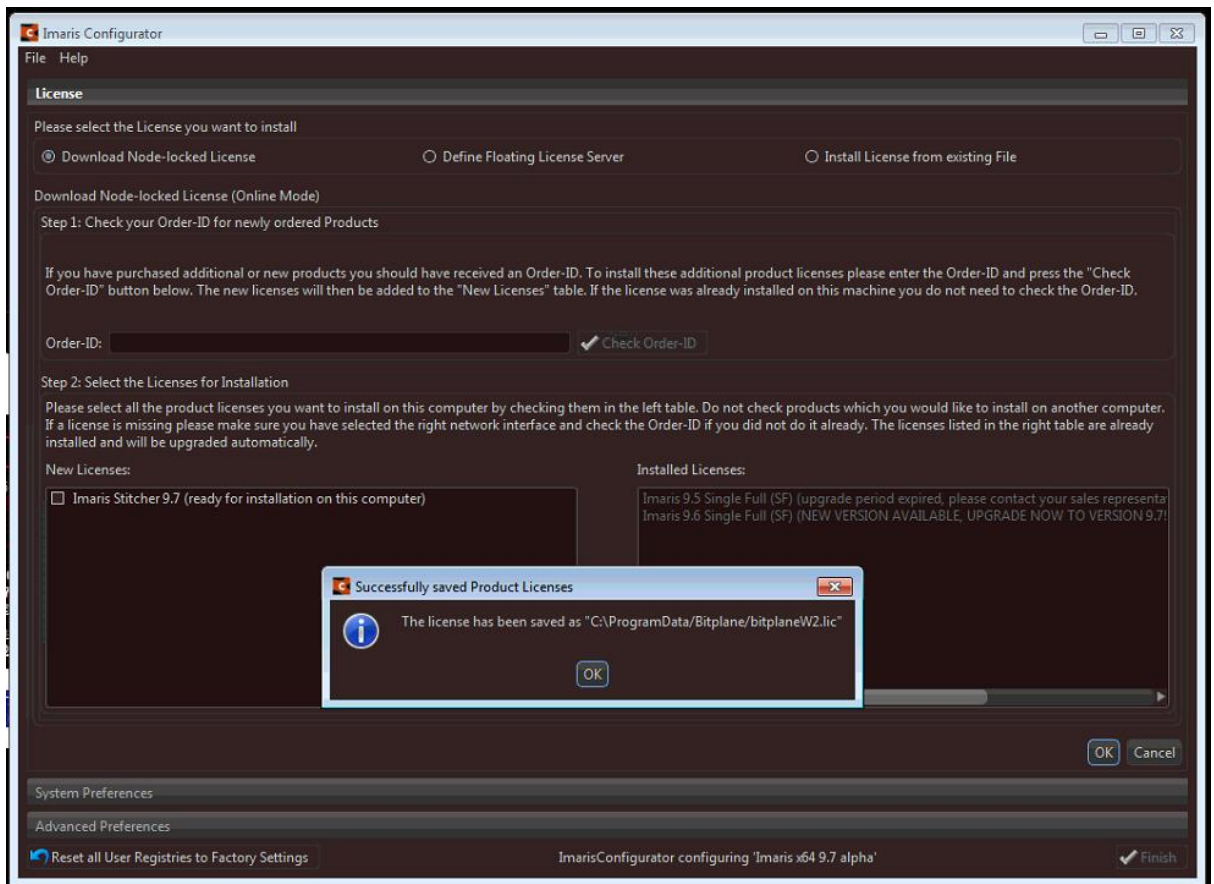 Imaris Configurator
File Help
License
Please select the License you want to install
Download Node-locked License Define Floating License Server Install License from existing File
Download Node-locked License (Online Mode)
Step 1: Check your Order-ID for newly ordered Products
If you have purchased additional or new products you should have received an Order-ID. To install these additional product licenses please enter the Order-ID and press the "Check
Order-ID" button below. The new licenses will then be added to the "New Licenses" table. If the license was already installed on this machine you do not need to check the Order-ID.
Order-ID: Check Order-ID
Step 2: Select the Licenses for Installation
Please select all the product licenses you want to install on this computer by checking them in the left table. Do not check products which you would like to install on another computer.
If a license is missing please make sure you have selected the right network interface and check the Order-ID if you did not do it already. The licenses listed in the right table are already
installed and will be upgraded automatically.
New Licenses: Installed Licenses:
Imaris Stitcher 9.7 (ready for installation on this computer) Imaris 9.5 Single Full (SF) (upgrade period expired, please contact your sales representa
Imaris 9.6 Single Full (SF) (NEW VERSION AVAILABLE, UPGRADE NOW TO VERSION 9.7!
Successfully saved Product Licenses
The license has been saved as "C:\ProgramData/Bitplane/bitplaneW2.lic"
OK
OK Cancel
System Preferences
Advanced Preferences
Reset all User Registries to Factory Settings ImarisConfigurator configuring 'Imaris x64 9.7 alpha' Finish